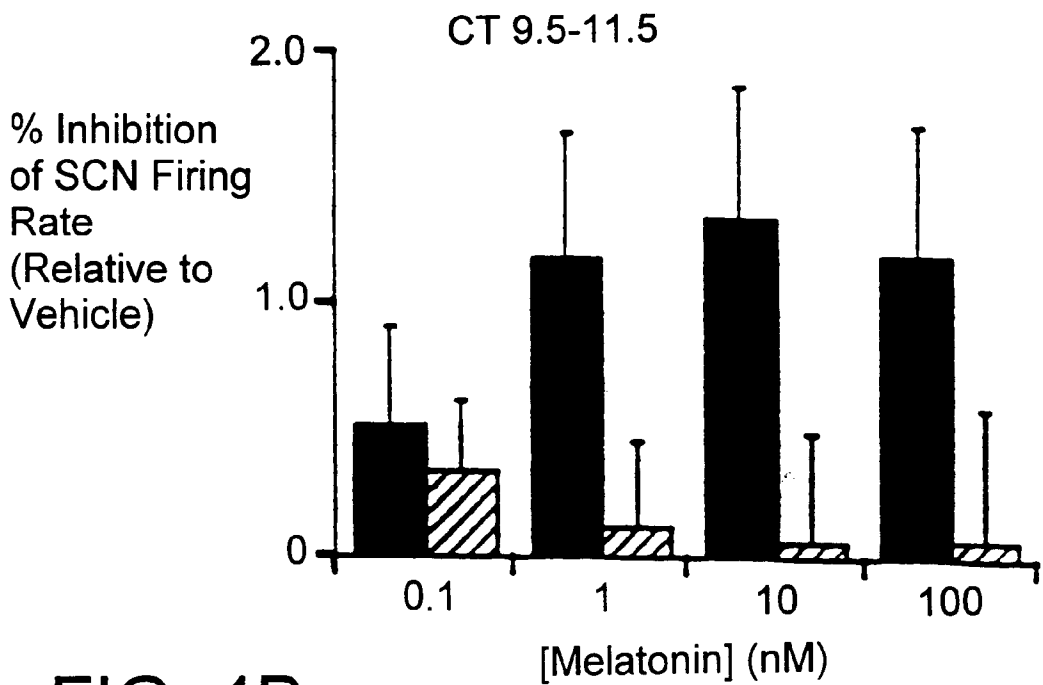 CT 9.5-11.5
2.0
% Inhibition
of SCN Firing
Rate
(Relative to
Vehicle)
1.0
0
0.1 1 10 100
[Melatonin] (nM)